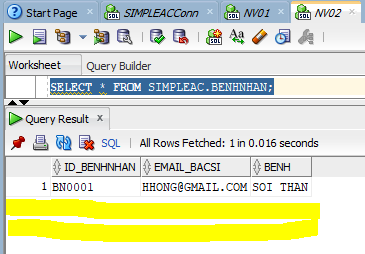 Start Page SIMPLEACConn NV01 NV02
Worksheet Query Builder
SELECT * FROM SIMPLEAC.BENHNHAN;
Query Result
SQL All Rows Fetched: 1 in 0.016 seconds
ID_BENHNHAN EMAIL_BACSI BENH
1 BN0001 HHONG@GMAIL.COM SOI THAN